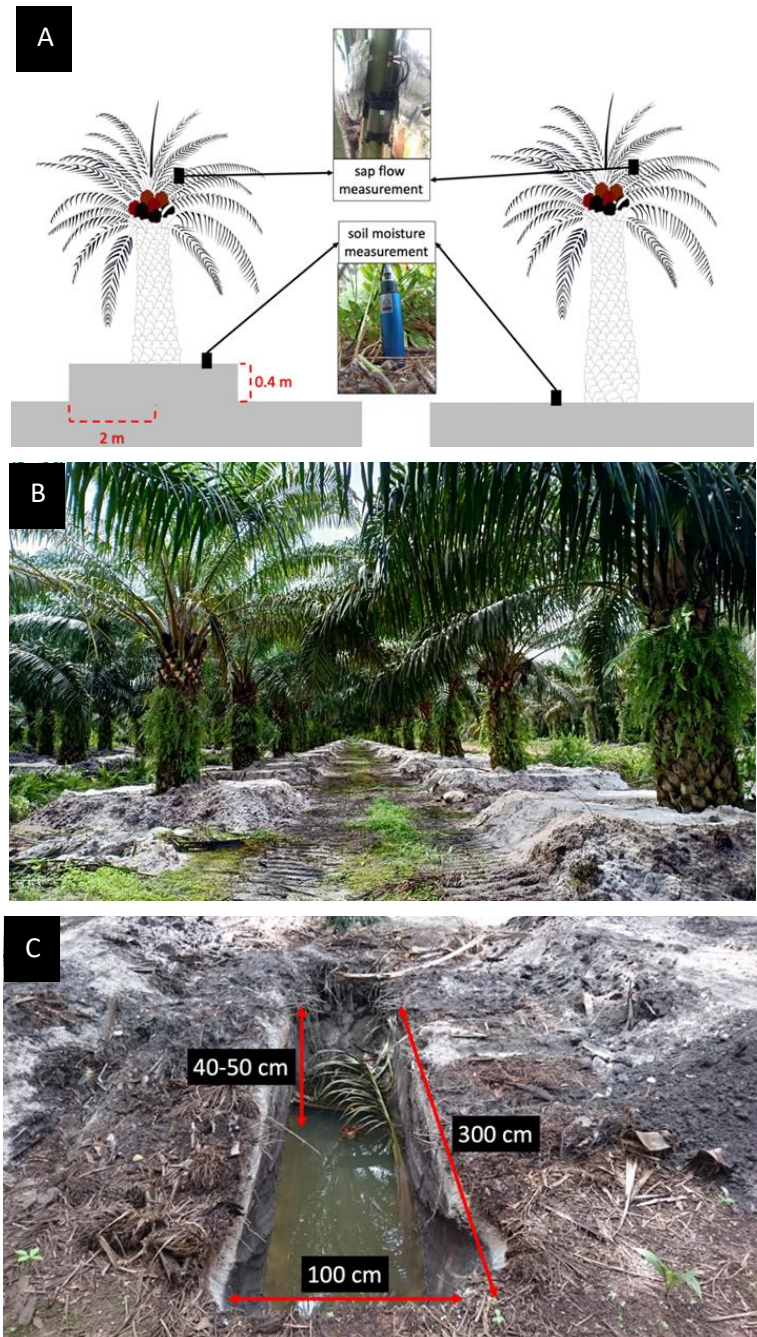 A
sap flow
measurement
soil moisture
measurement
0.4 m
2 m
B
C
40-50 cm
300 cm
100 cm